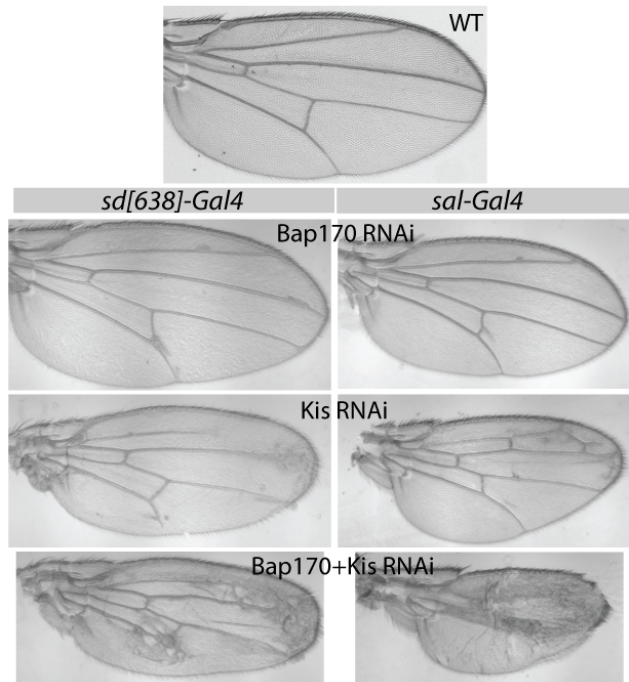 WT
sd[638]-Gal4
sal-Gal4
Bap170 RNAi
Kis RNAi
Bap170+Kis RNAi